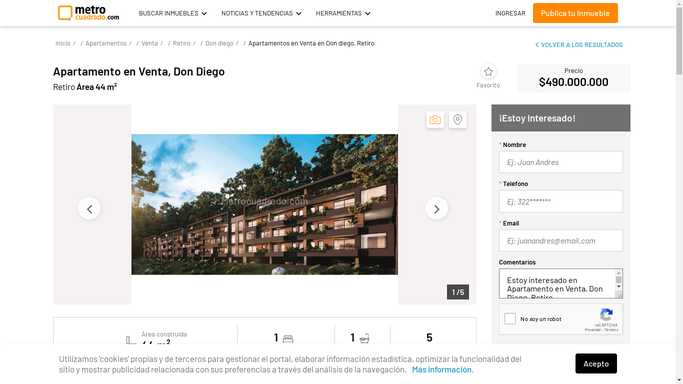 metro
cuadrado.com
BUSCAR INMUEBLES
NOTICIAS Y TENDENCIAS
HERRAMIENTAS
INGRESAR
Publica tu Inmueble
Inicio / / Apartamentos / / Venta / / Retiro / / Don diego / / Apartamentos en Venta en Don diego, Retiro
VOLVER A LOS RESULTADOS
Apartamento en Venta, Don Diego
Retiro Área 44 m²
Favorito
Precio
$490.000.000
Metrocuadrado.com
1 /5
¡Estoy Interesado!
* Nombre
Ej: Juan Andres
* Teléfono
Ej: 322*******
* Email
Ej: juanandres@email.com
Comentarios
Estoy interesado en
Apartamento en Venta, Don
Diego, Retiro
No soy un robot
reCAPTCHA
Privacidad - Términos
Área construida
44 m²
1
1
5
Utilizamos 'cookies' propias y de terceros para gestionar el portal, elaborar información estadística, optimizar la funcionalidad del
sitio y mostrar publicidad relacionada con sus preferencias a través del análisis de la navegación. Más información.
Acepto